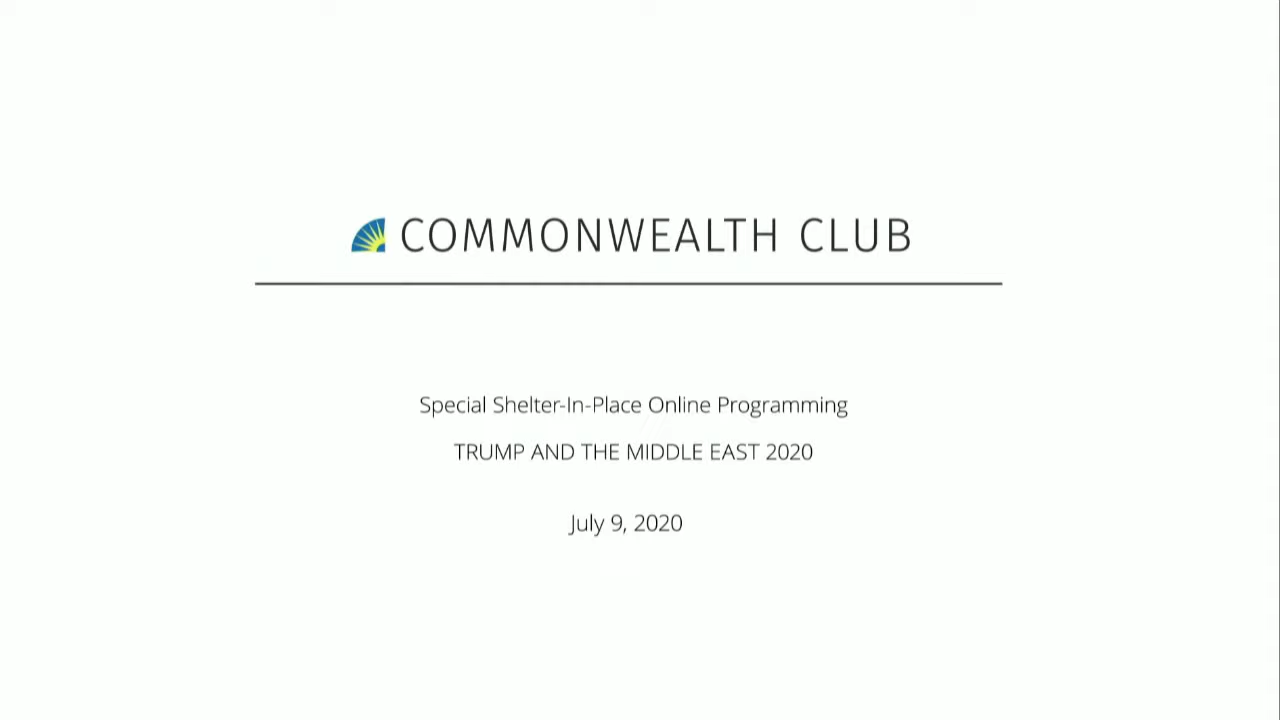 COMMONWEALTH CLUB
Special Shelter-In-Place Online Programming
TRUMP AND THE MIDDLE EAST 2020
July 9, 2020